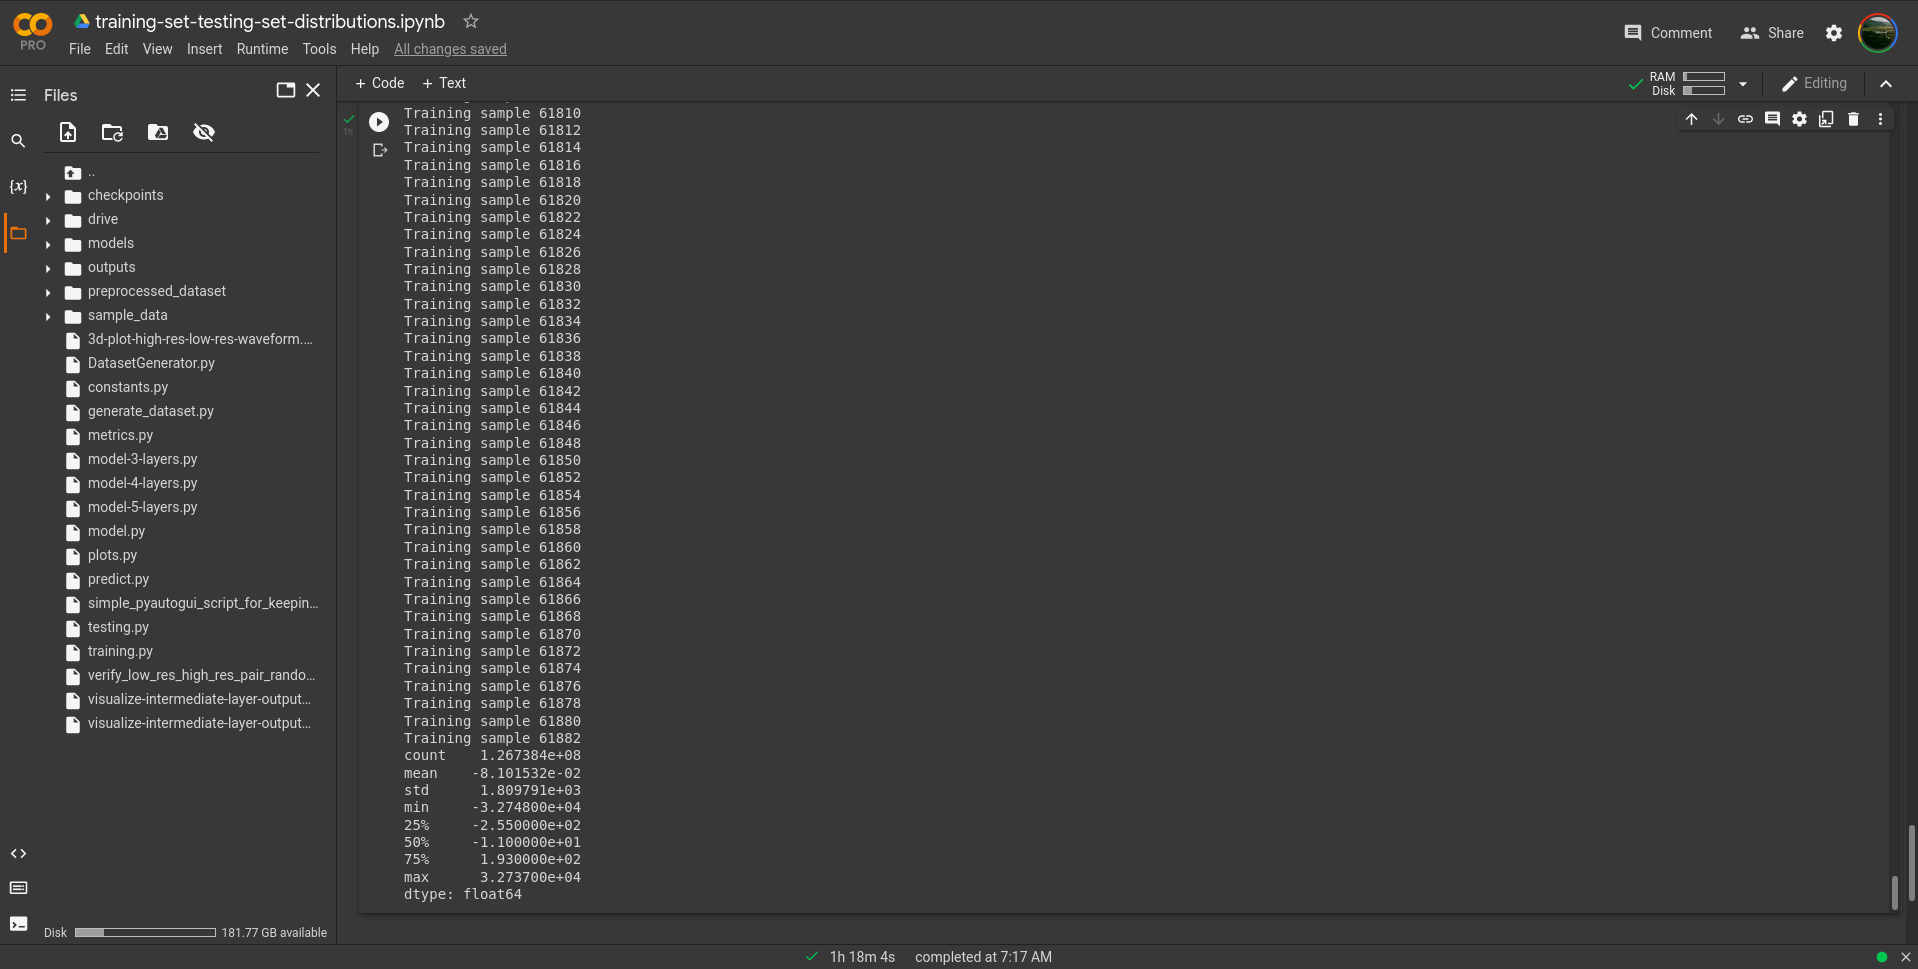 training-set-testing-set-distributions.ipynb
PRO
File Edit View Insert Runtime Tools Help All changes saved
Comment Share
Files
+ Code + Text
RAM
Disk
Editing
..
checkpoints
drive
models
outputs
preprocessed_dataset
sample_data
3d-plot-high-res-low-res-waveform....
DatasetGenerator.py
constants.py
generate_dataset.py
metrics.py
model-3-layers.py
model-4-layers.py
model-5-layers.py
model.py
plots.py
predict.py
simple_pyautogui_script_for_keepin...
testing.py
training.py
verify_low_res_high_res_pair_rando...
visualize-intermediate-layer-output...
visualize-intermediate-layer-output...
Disk 181.77 GB available
{x}
1h
Training sample 61810
Training sample 61812
Training sample 61814
Training sample 61816
Training sample 61818
Training sample 61820
Training sample 61822
Training sample 61824
Training sample 61826
Training sample 61828
Training sample 61830
Training sample 61832
Training sample 61834
Training sample 61836
Training sample 61838
Training sample 61840
Training sample 61842
Training sample 61844
Training sample 61846
Training sample 61848
Training sample 61850
Training sample 61852
Training sample 61854
Training sample 61856
Training sample 61858
Training sample 61860
Training sample 61862
Training sample 61864
Training sample 61866
Training sample 61868
Training sample 61870
Training sample 61872
Training sample 61874
Training sample 61876
Training sample 61878
Training sample 61880
Training sample 61882
count 1.267384e+08
mean -8.101532e-02
std 1.809791e+03
min -3.274800e+04
25% -2.550000e+02
50% -1.100000e+01
75% 1.930000e+02
max 3.273700e+04
dtype: float64
1h 18m 4s completed at 7:17 AM